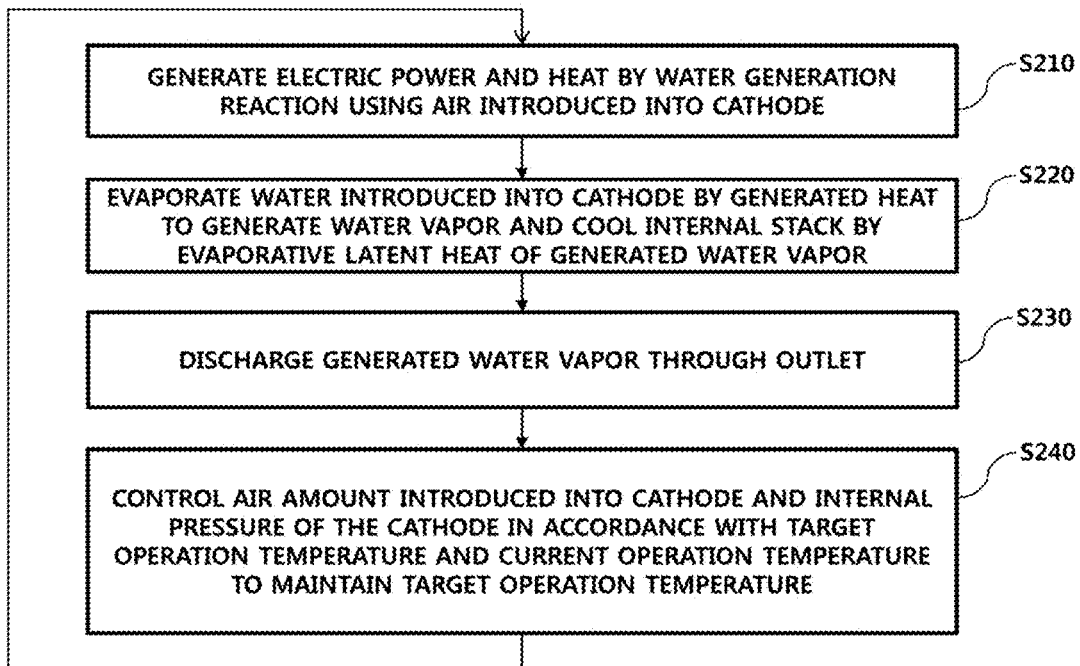 GENERATE ELECTRIC POWER AND HEAT BY WATER GENERATION
REACTION USING AIR INTRODUCED INTO CATHODE
S210
EVAPORATE WATER INTRODUCED INTO CATHODE BY GENERATED HEAT
TO GENERATE WATER VAPOR AND COOL INTERNAL STACK BY
EVAPORATIVE LATENT HEAT OF GENERATED WATER VAPOR
S220
DISCHARGE GENERATED WATER VAPOR THROUGH OUTLET
S230
CONTROL AIR AMOUNT INTRODUCED INTO CATHODE AND INTERNAL
PRESSURE OF THE CATHODE IN ACCORDANCE WITH TARGET
OPERATION TEMPERATURE AND CURRENT OPERATION TEMPERATURE
TO MAINTAIN TARGET OPERATION TEMPERATURE
S240